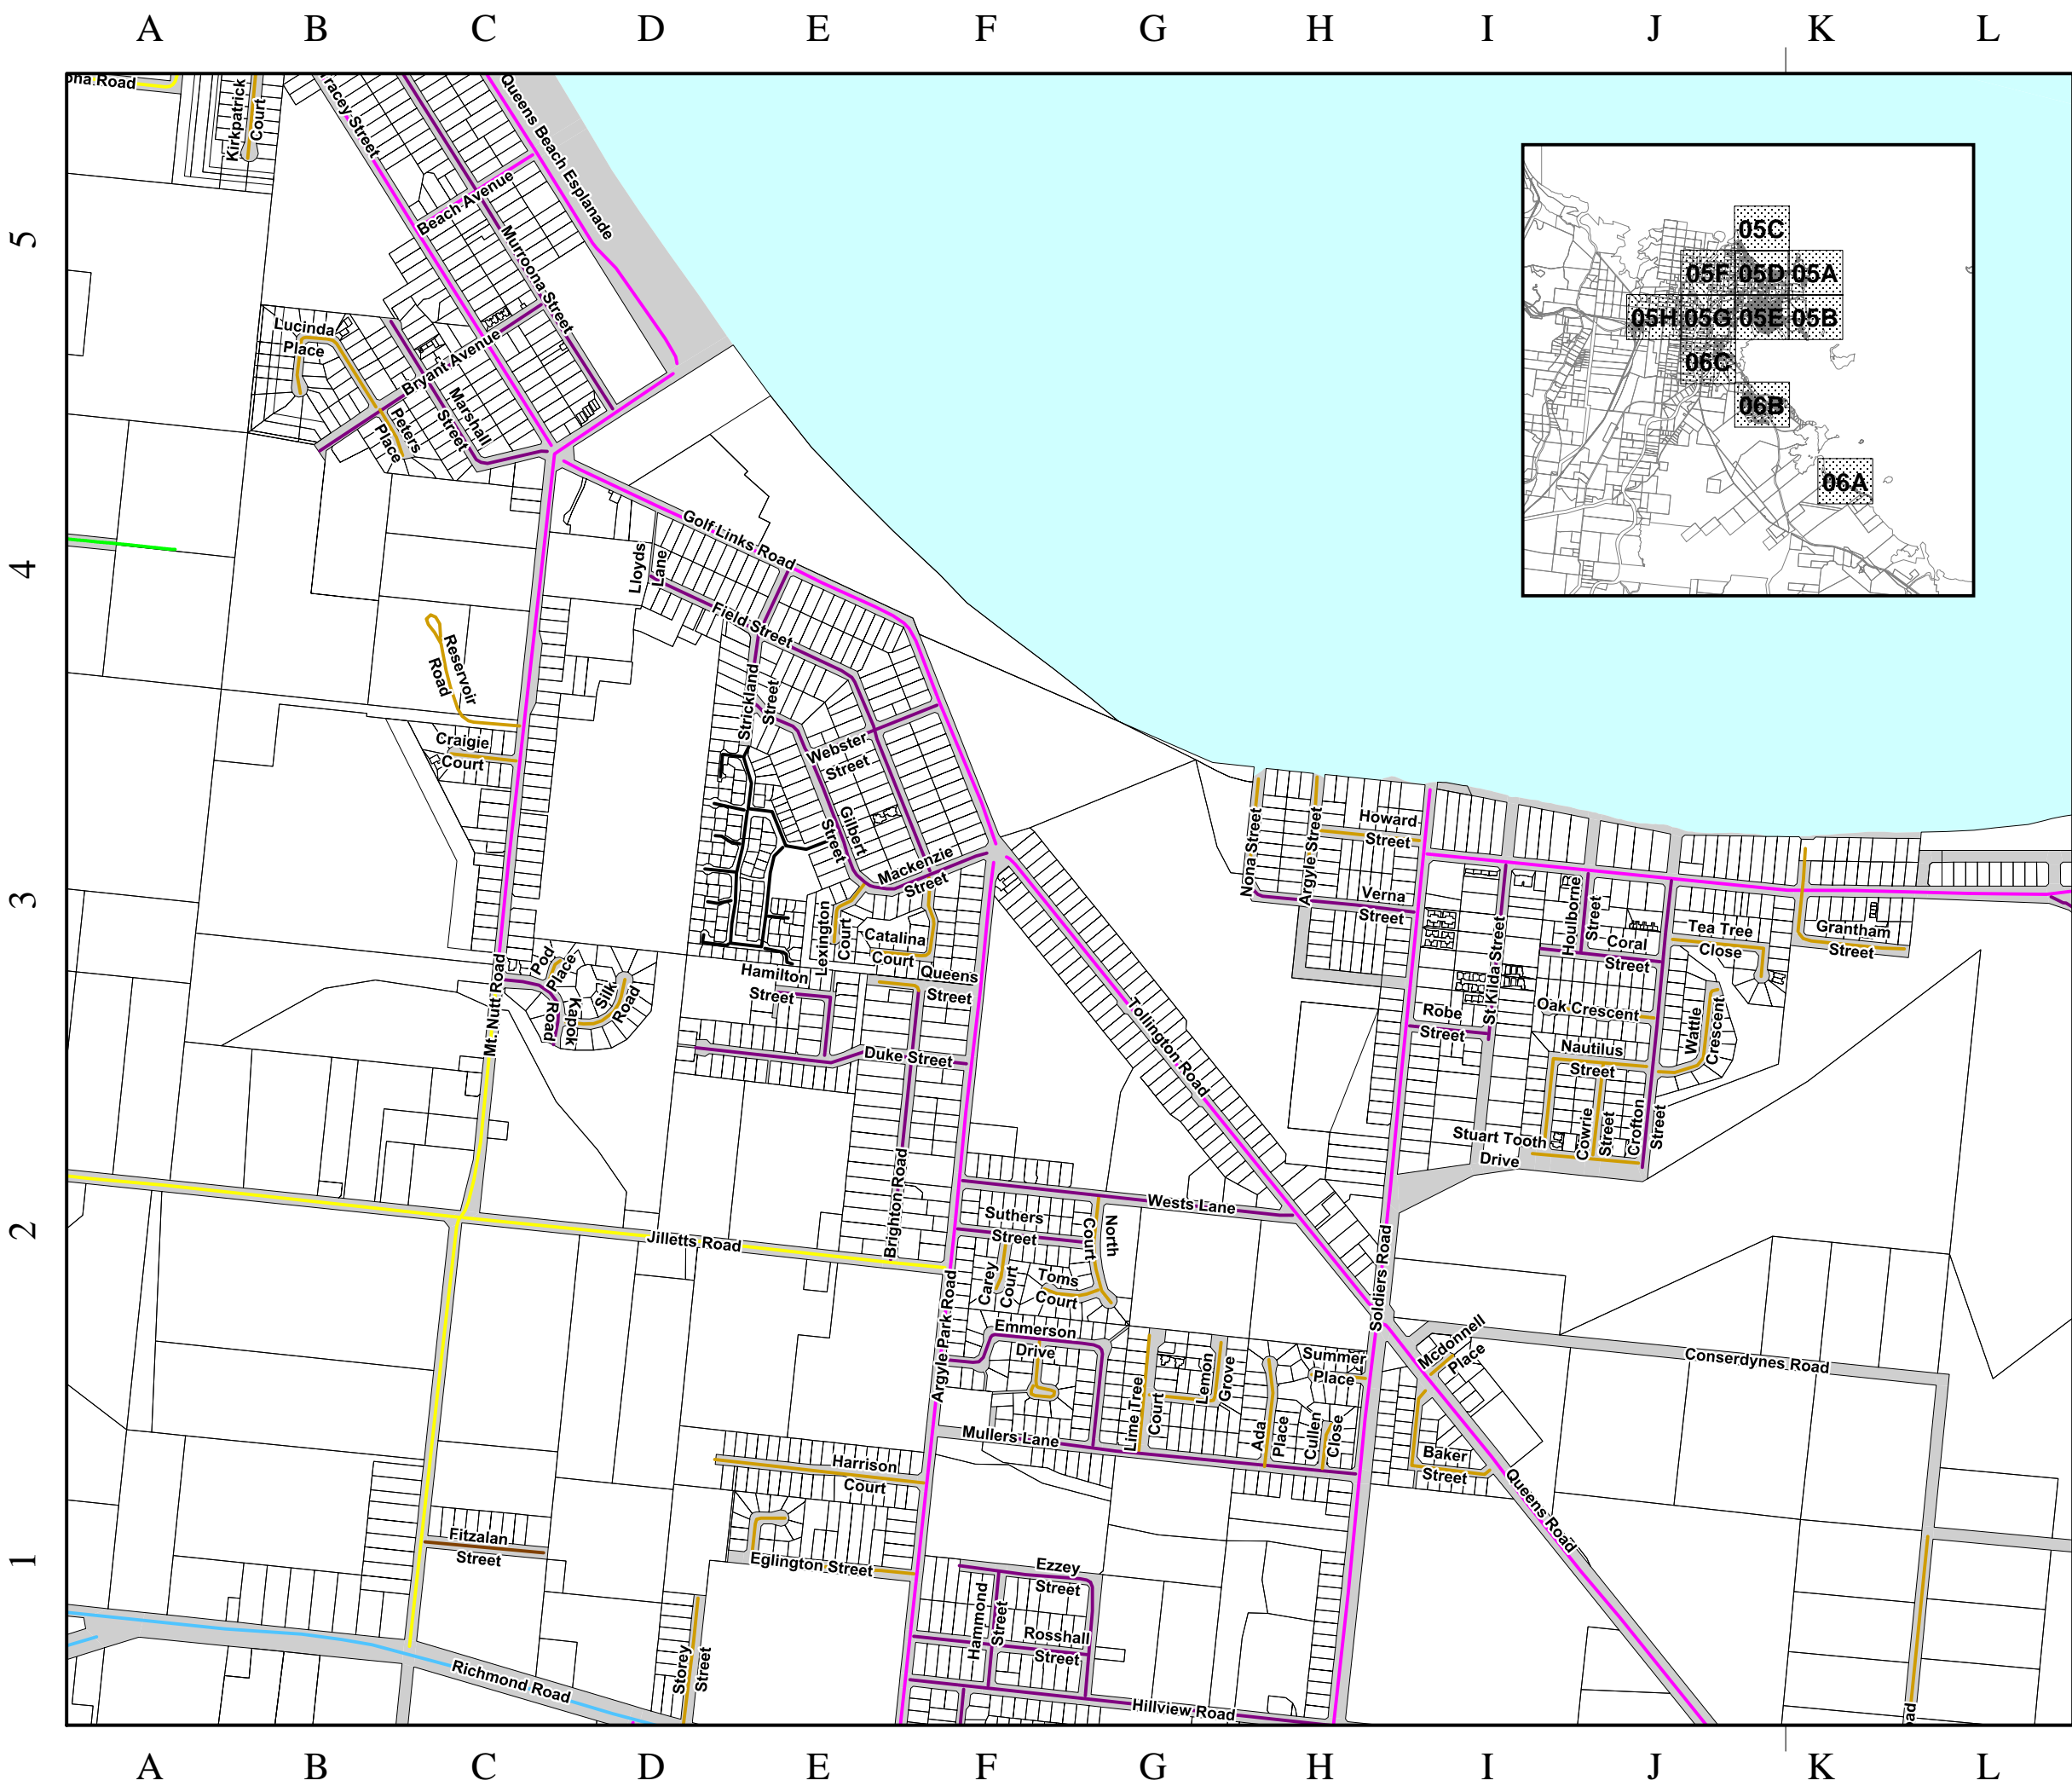 A B C D E F G H I J K L
ona Road
Kirkpatrick
Court
Tracey Street
Queens Beach Esplanade
Beach Avenue
Murroona Street
5
05C
05F 05D 05A
05H 05G 05E 05B
06C
06B
06A
Lucinda
Place
Bryant Avenue
Marshall
Street
Peters
Place
Golf Links Road
4
Lloyds
Lane
Field Street
Reservoir
Road
Strickland
Street
Craigie
Court
Webster
Street
Gilbert
Street
Mackenzie
Street
Nona Street
Argyle Street
Howard
Street
Verna
Street
3
Houlborne
Street
Coral
Street
Tea Tree
Close
Grantham
Street
Lexington
Court
Catalina
Court
Queens
Street
Hamilton
Street
Pod
Place
Kapok
Road
Silk
Road
Mt. Nutt Road
Tollington Road
St Kilda Street
Robe
Street
Oak Crescent
Wattle
Crescent
Nautilus
Street
Duke Street
Stuart Tooth
Drive
Cowrie
Street
Crofton
Street
Brighton Road
Wests Lane
2
Suthers
Street
North
Court
Jilletts Road
Carey
Court
Toms
Court
Soldiers Road
Argyle Park Road
Emmerson
Drive
Lime Tree
Court
Lemon
Grove
Summer
Place
Mcdonnell
Place
Conserdynes Road
Mullers Lane
Ada
Place
Cullen
Close
Baker
Street
Harrison
Court
Queens Road
Fitzalan
Street
1
Eglington Street
Ezzey
Street
Hammond
Street
Rosshall
Street
Storey
Street
Richmond Road
Hillview Road
oad
A B C D E F G H I J K L